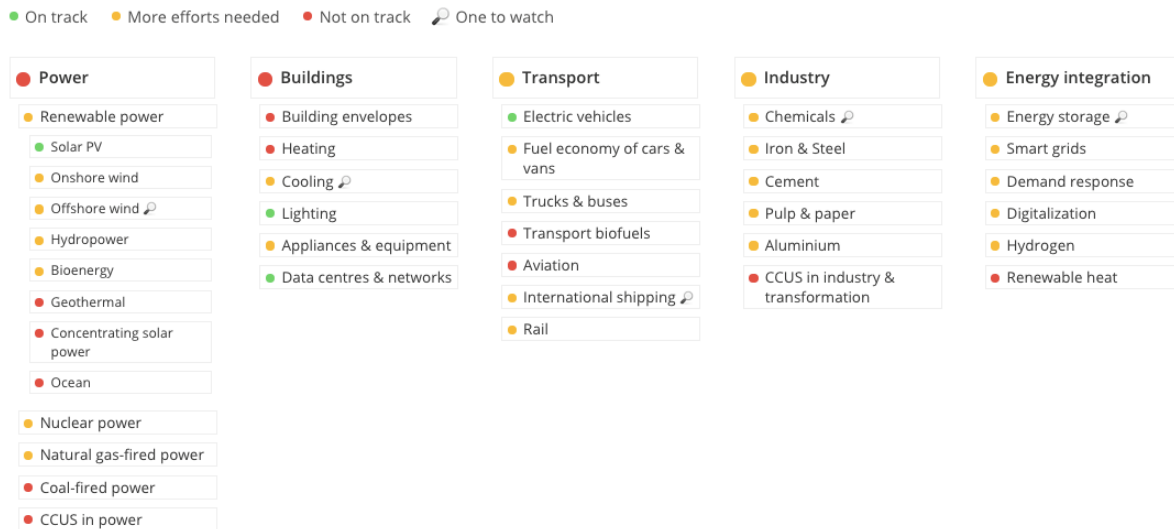 On track More efforts needed Not on track One to watch
Power
Renewable power
Solar PV
Onshore wind
Offshore wind
Hydropower
Bioenergy
Geothermal
Concentrating solar
power
Ocean
Nuclear power
Natural gas-fired power
Coal-fired power
CCUS in power
Buildings
Building envelopes
Heating
Cooling
Lighting
Appliances & equipment
Data centres & networks
Transport
Electric vehicles
Fuel economy of cars &
vans
Trucks & buses
Transport biofuels
Aviation
International shipping
Rail
Industry
Chemicals
Iron & Steel
Cement
Pulp & paper
Aluminium
CCUS in industry &
transformation
Energy integration
Energy storage
Smart grids
Demand response
Digitalization
Hydrogen
Renewable heat